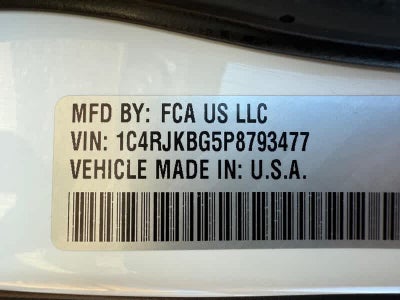 MFD BY: FCA US LLC
VIN: 1C4RJKBG5P8793477
VEHICLE MADE IN: U.S.A.